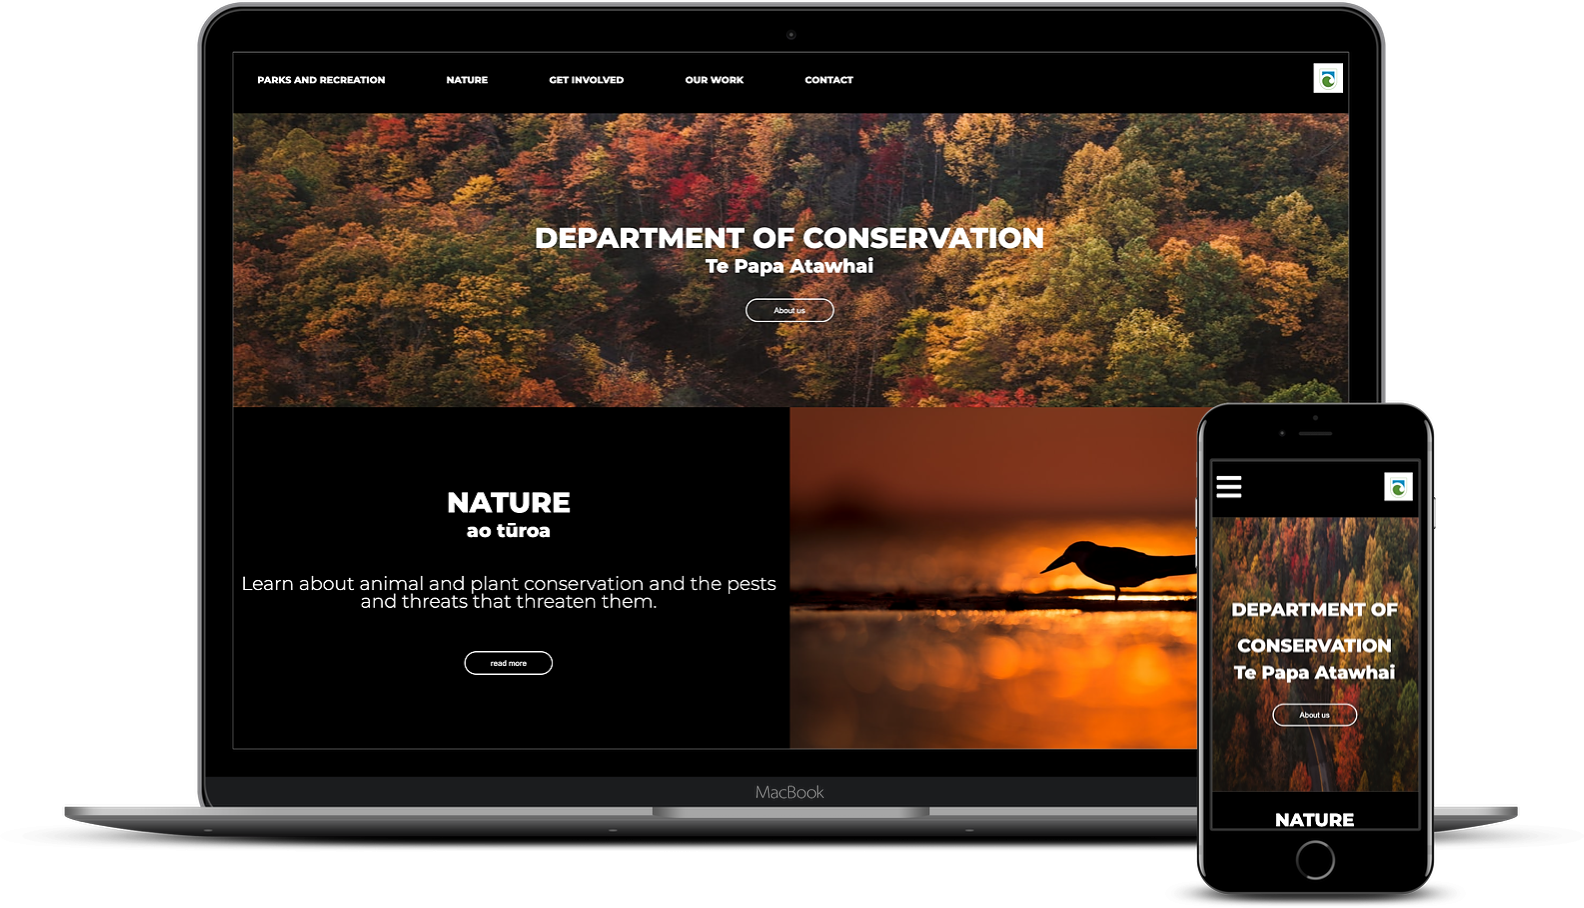 PARKS AND RECREATION NATURE GET INVOLVED OUR WORK CONTACT
DEPARTMENT OF CONSERVATION
Te Papa Atawhai
About us
NATURE
ao tūroa
Learn about animal and plant conservation and the pests
and threats that threaten them.
read more
MacBook
DEPARTMENT OF
CONSERVATION
Te Papa Atawhai
About us
NATURE